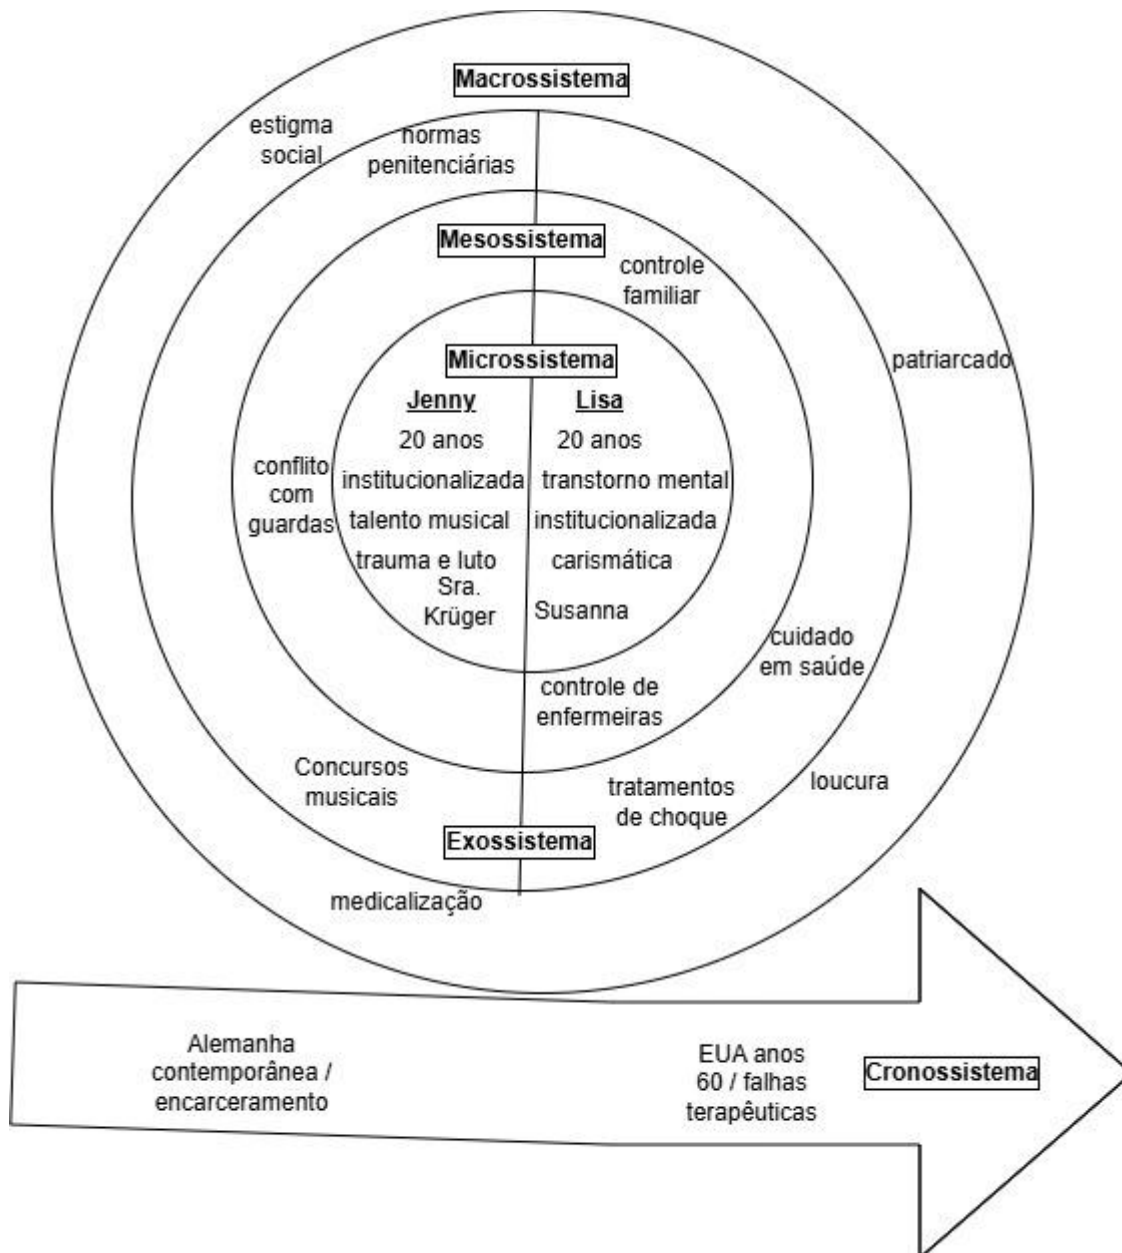 Macrossistema
estigma
social
normas
penitenciárias
Mesossistema
controle
familiar
patriarcado
Microssistema
Jenny
Lisa
20 anos
20 anos
institucionalizada
transtorno mental
talento musical
institucionalizada
trauma e luto
carismática
Sra.
Krüger
Susanna
conflito
com
guardas
cuidado
em saúde
controle de
enfermeiras
Concursos
musicais
tratamentos
de choque
loucura
Exossistema
medicalização
Alemanha
contemporânea /
encarceramento
EUA anos
60 / falhas
terapêuticas
Cronossistema